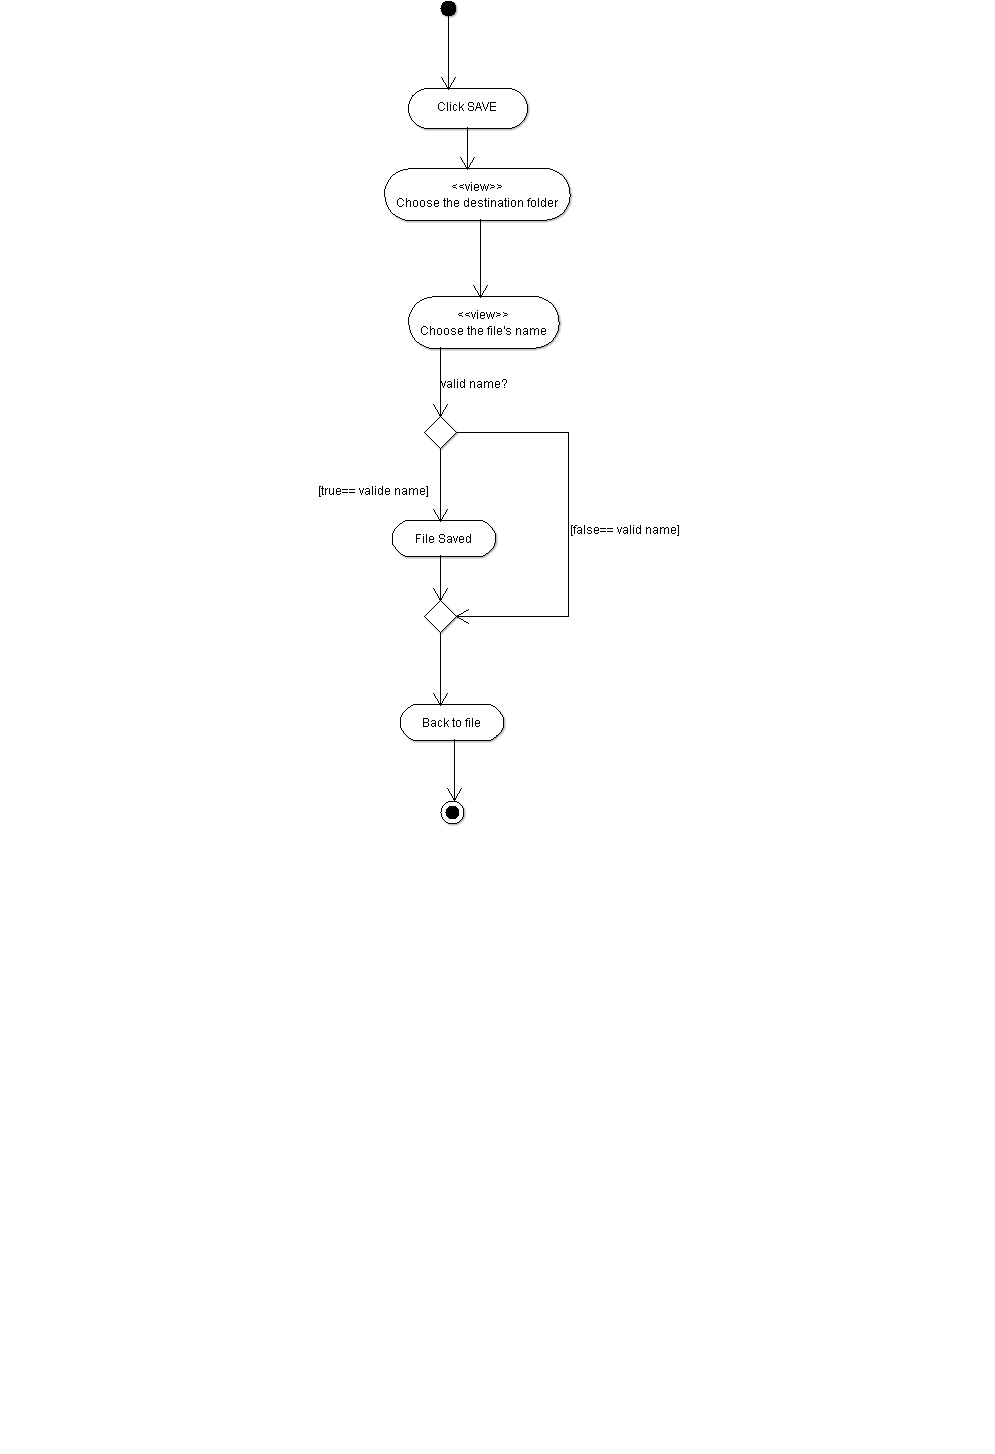 Click SAVE
<<view>>
Choose the destination folder
<<view>>
Choose the file's name
valid name?
[true== valide name]
[false== valid name]
File Saved
Back to file